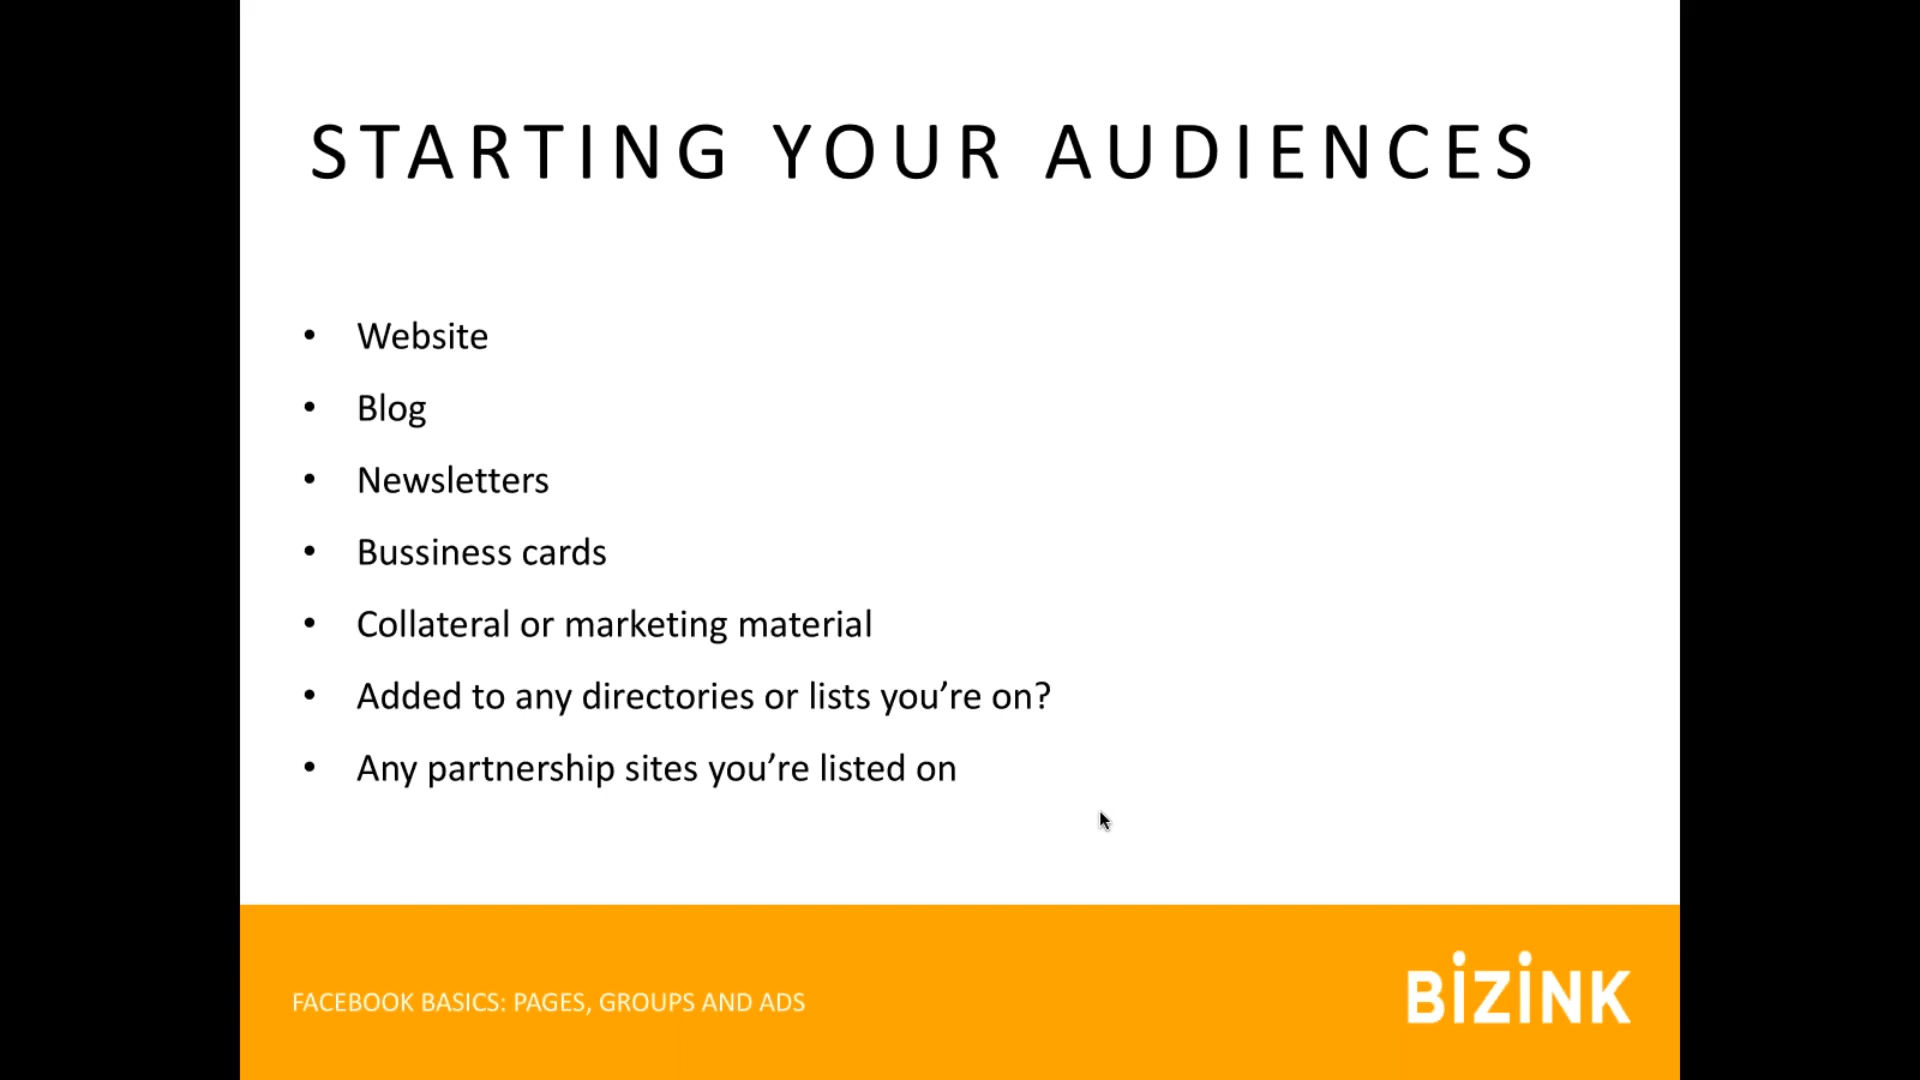 STARTING YOUR AUDIENCES
• Website
• Blog
• Newsletters
• Bussiness cards
• Collateral or marketing material
• Added to any directories or lists you’re on?
• Any partnership sites you’re listed on
FACEBOOK BASICS: PAGES, GROUPS AND ADS
BiZiNK